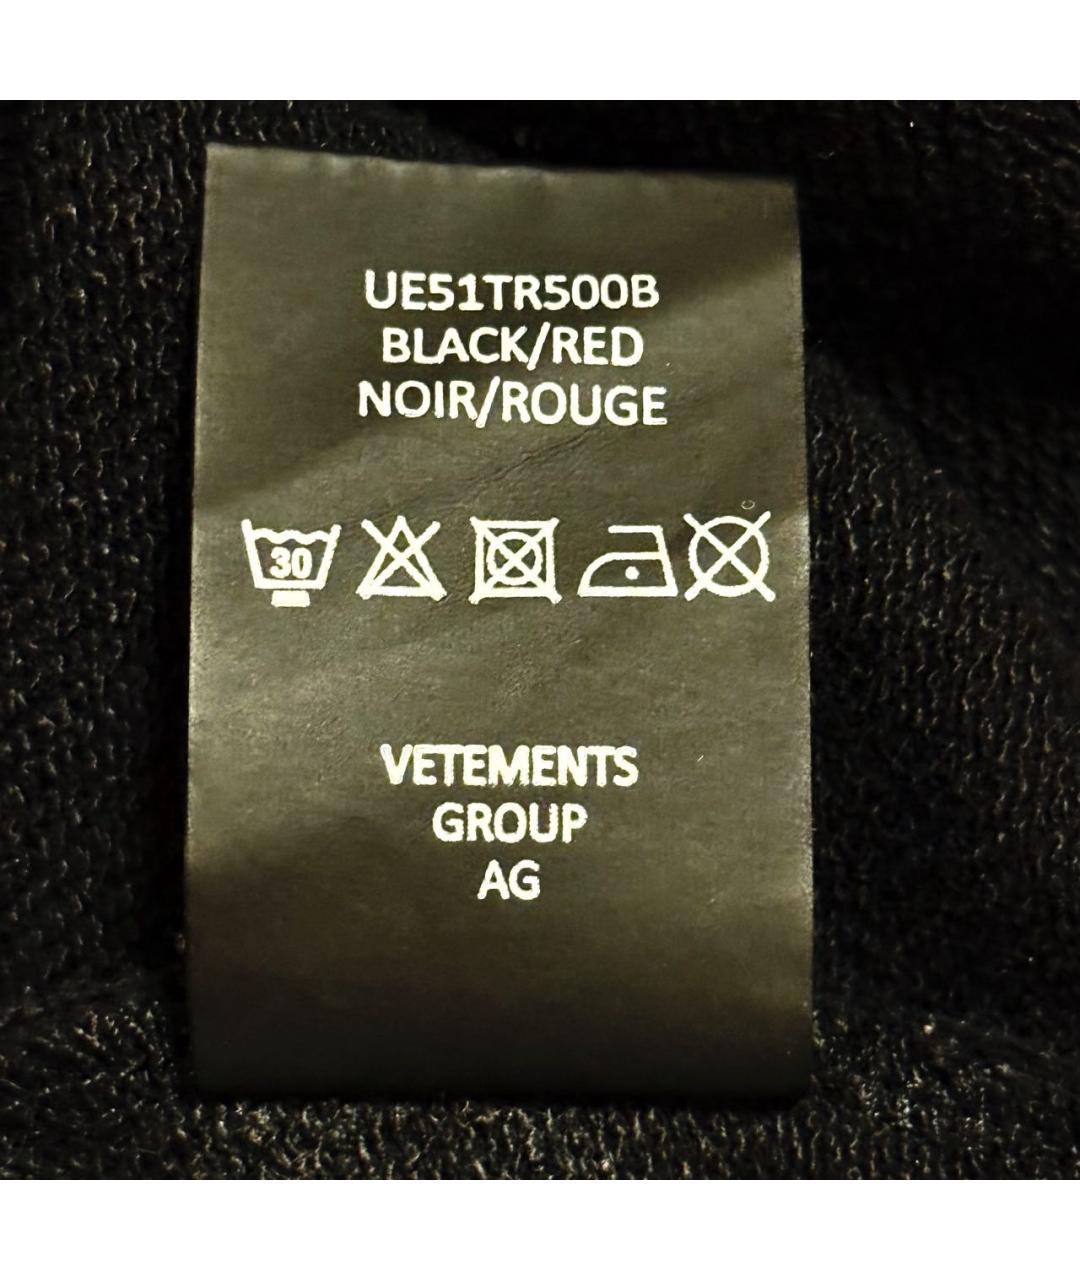 UE51TR500B
BLACK/RED
NOIR/ROUGE
30
VETEMENTS
GROUP
AG